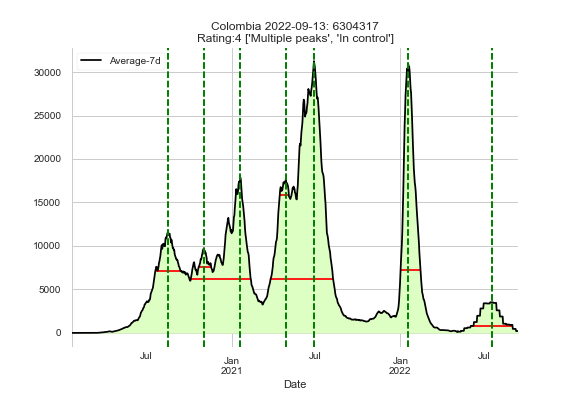 Colombia 2022-09-13: 6304317
Rating:4 ['Multiple peaks', 'In control']
Average-7d
30000
25000
20000
15000
10000
5000
0
Jul
Jan
2021
Jul
Jan
2022
Jul
Date